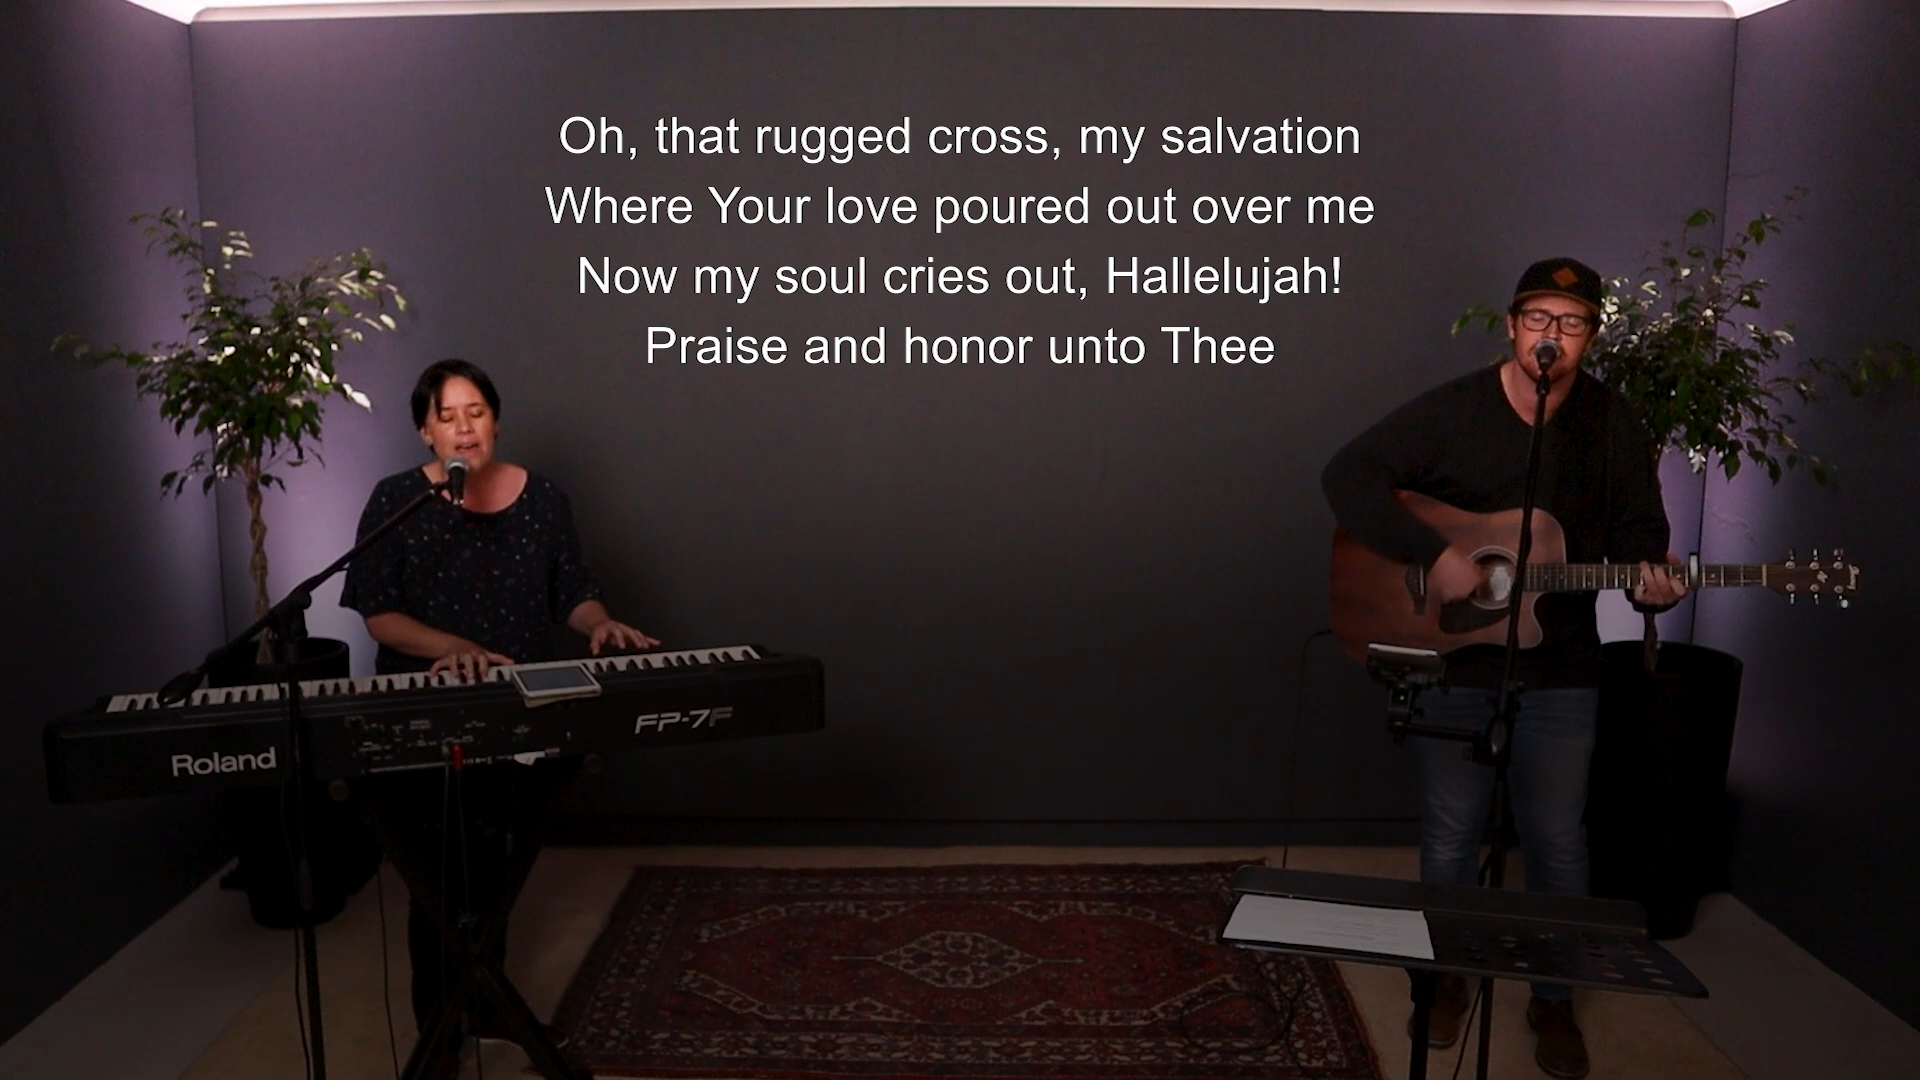 Oh, that rugged cross, my salvation
Where Your love poured out over me
Now my soul cries out, Hallelujah!
Praise and honor unto Thee
Roland
FP-7F